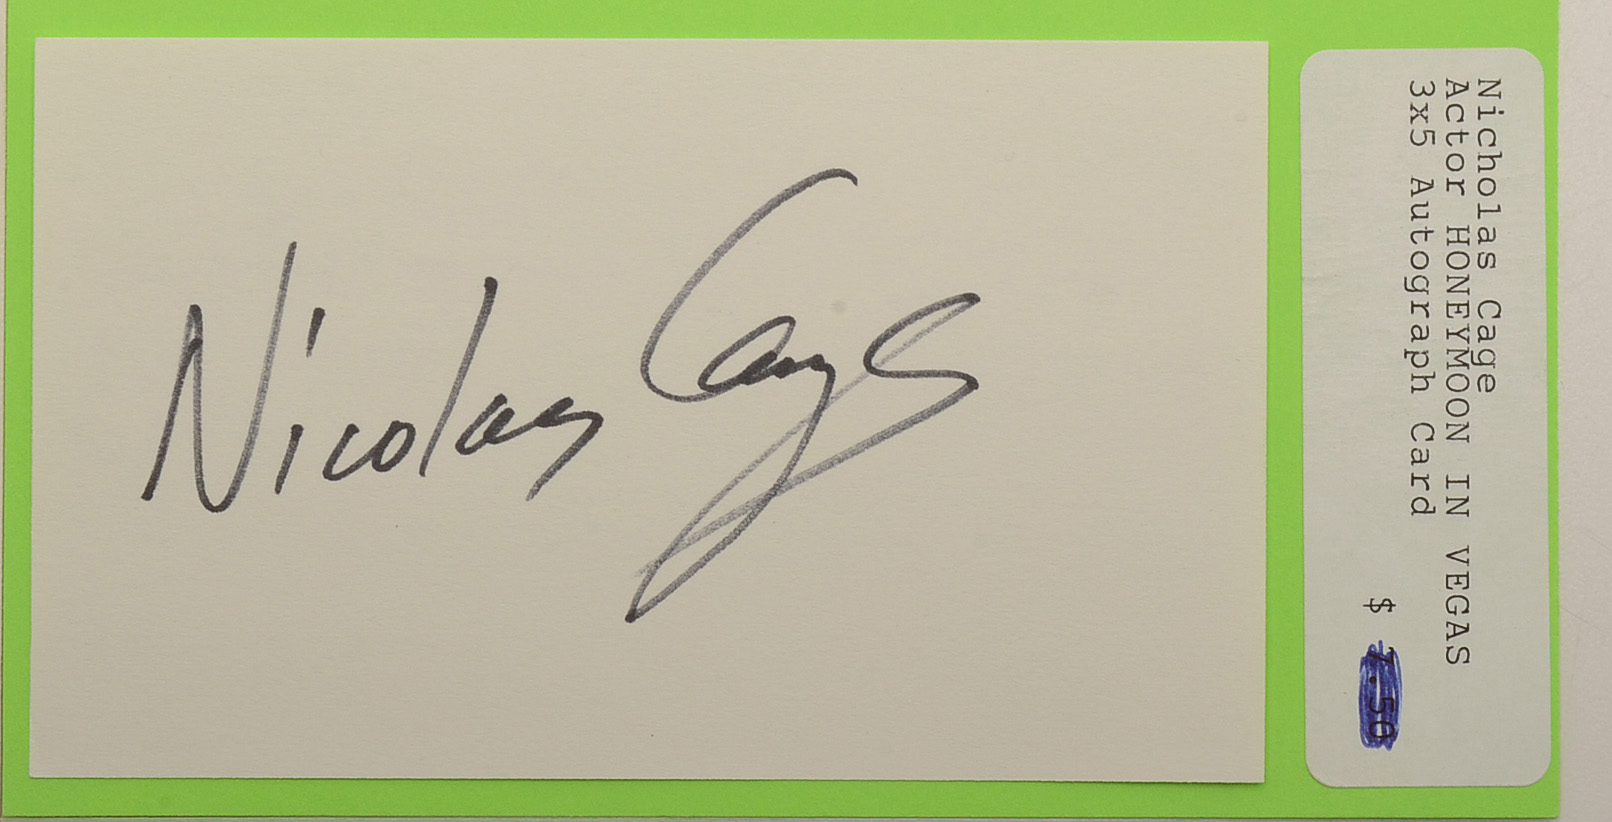 Nicolas Cage
Nicholas Cage
Actor HONEYMOON IN VEGAS
3x5 Autograph Card
$ 7.50